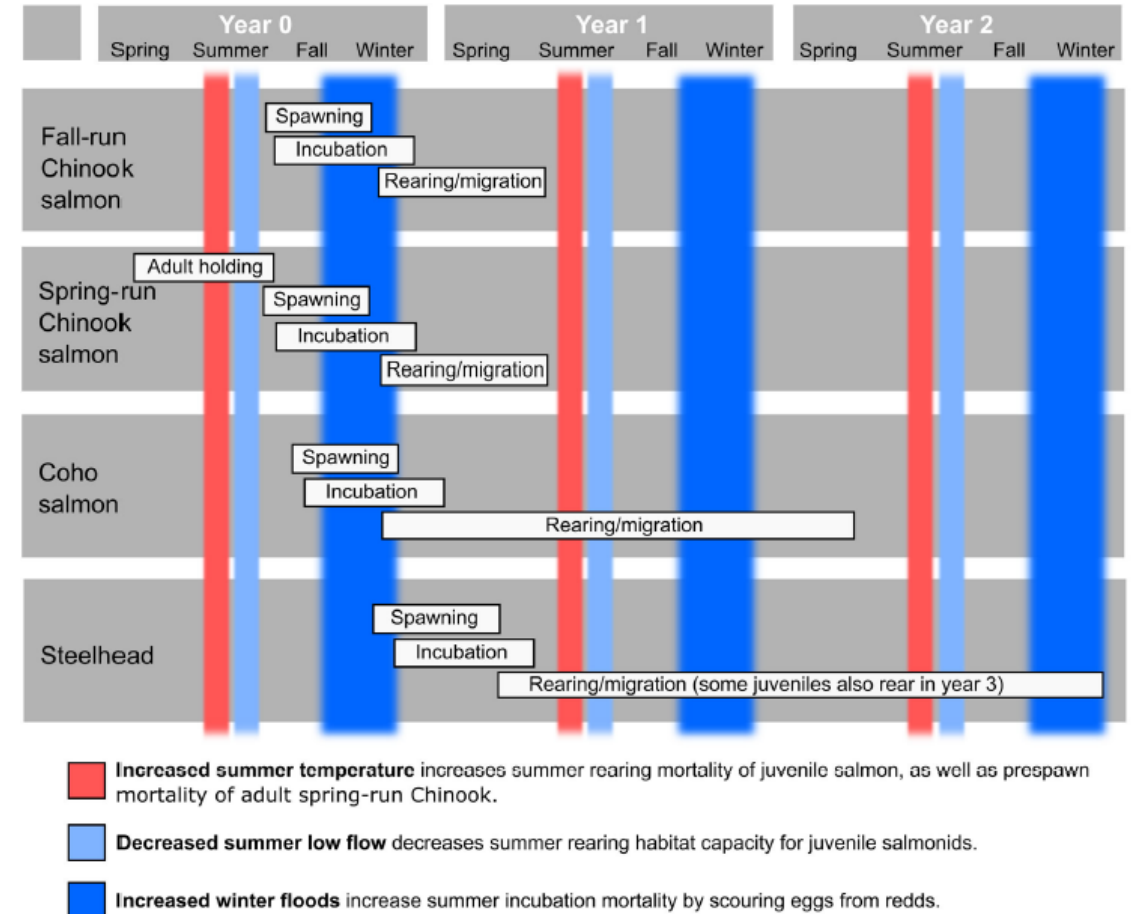 Year 0 Year 1 Year 2
Spring Summer Fall Winter Spring Summer Fall Winter Spring Summer Fall Winter
Fall-run
Chinook
salmon
Spawning
Incubation
Rearing/migration
Spring-run
Chinook
salmon
Adult holding
Spawning
Incubation
Rearing/migration
Coho
salmon
Spawning
Incubation
Rearing/migration
Steelhead
Spawning
Incubation
Rearing/migration (some juveniles also rear in year 3)
Increased summer temperature increases summer rearing mortality of juvenile salmon, as well as prespawn
mortality of adult spring-run Chinook.
Decreased summer low flow decreases summer rearing habitat capacity for juvenile salmonids.
Increased winter floods increase summer incubation mortality by scouring eggs from redds.